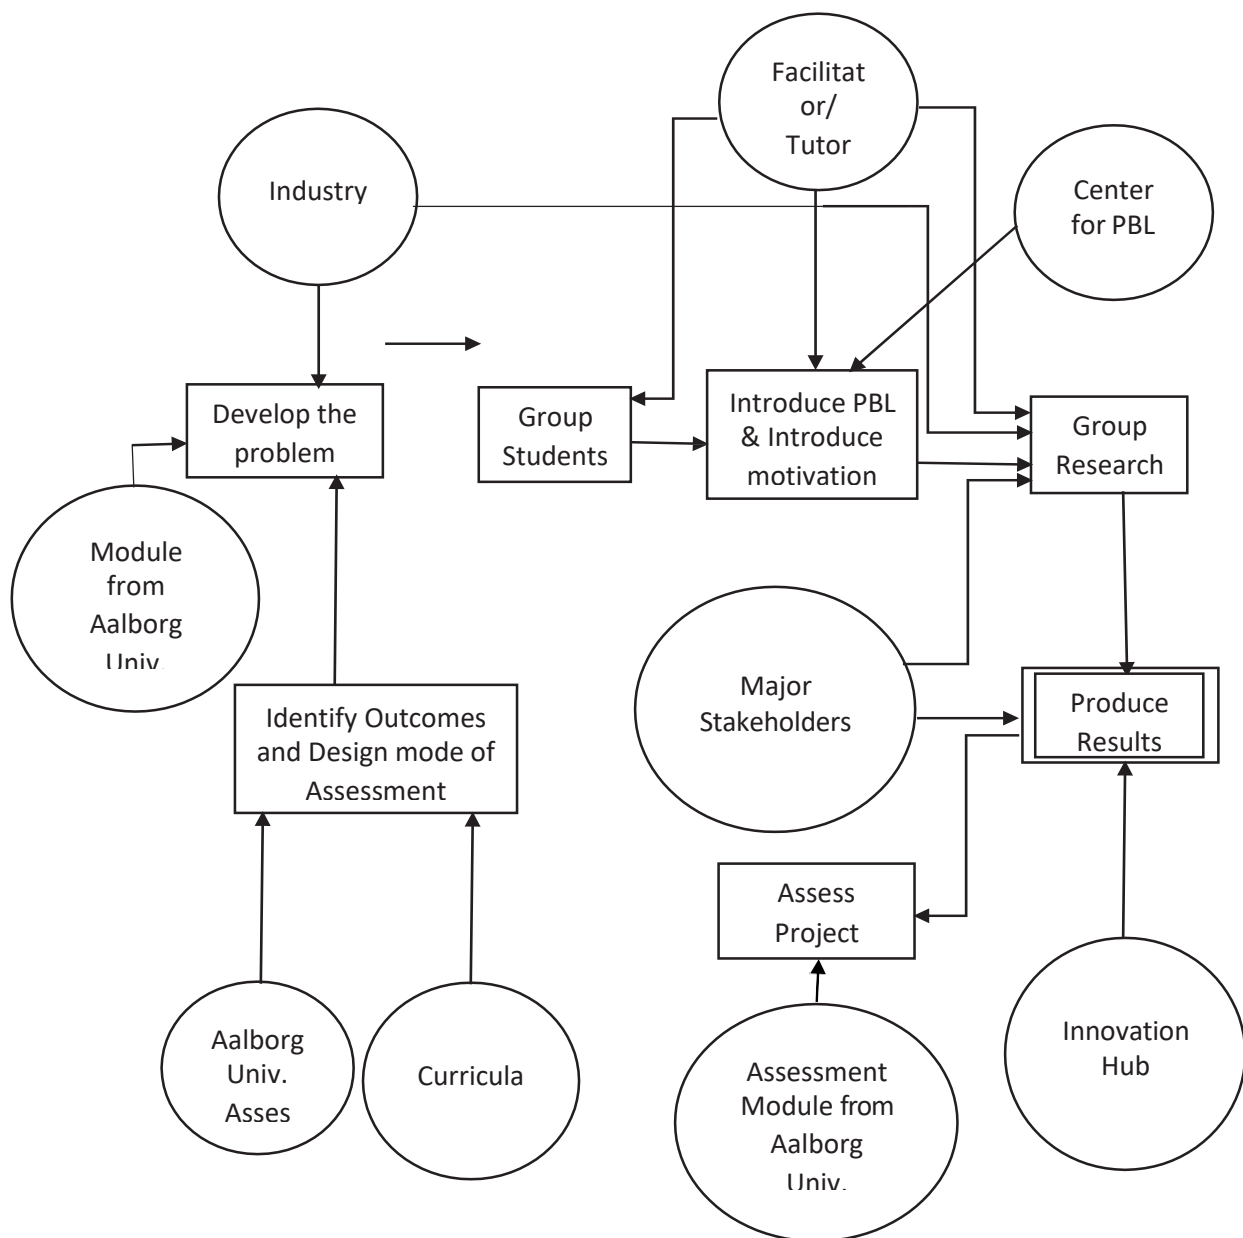 Facilitat
or/
Tutor
Industry
Center
for PBL
Develop the
problem
Group
Students
Introduce PBL
& Introduce
motivation
Group
Research
Module
from
Aalborg
Univ.
Identify Outcomes
and Design mode of
Assessment
Major
Stakeholders
Produce
Results
Assess
Project
Aalborg
Univ.
Asses
Curricula
Assessment
Module from
Aalborg
Univ.
Innovation
Hub